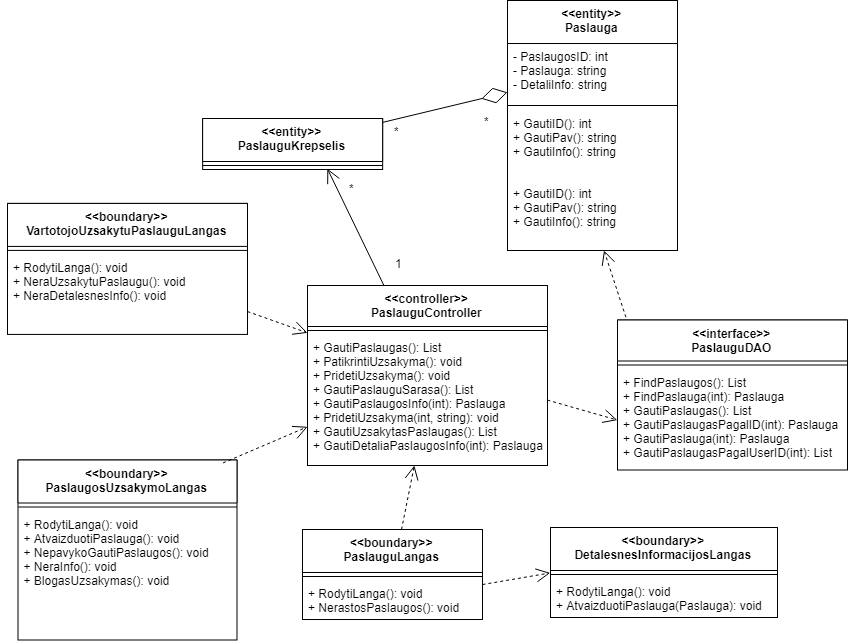 <<entity>>
Paslauga
- PaslaugosID: int
- Paslauga: string
- DetaliInfo: string
+ GautiID(): int
+ GautiPav(): string
+ GautiInfo(): string
+ GautiID(): int
+ GautiPav(): string
+ GautiInfo(): string
*
*
<<entity>>
PaslauguKrepselis
*
1
<<boundary>>
VartotojoUzsakytuPaslauguLangas
+ RodytiLanga(): void
+ NeraUzsakytuPaslaugu(): void
+ NeraDetalesnesInfo(): void
<<controller>>
PaslauguController
+ GautiPaslaugas(): List
+ PatikrintiUzsakyma(): void
+ PridetiUzsakyma(): void
+ GautiPaslauguSarasa(): List
+ GautiPaslaugosInfo(int): Paslauga
+ PridetiUzsakyma(int, string): void
+ GautiUzsakytasPaslaugas(): List
+ GautiDetaliaPaslaugosInfo(int): Paslauga
<<interface>>
PaslauguDAO
+ FindPaslaugos(): List
+ FindPaslauga(int): Paslauga
+ GautiPaslaugas(): List
+ GautiPaslaugasPagalID(int): Paslauga
+ GautiPaslauga(int): Paslauga
+ GautiPaslaugasPagalUserID(int): List
<<boundary>>
PaslaugosUzsakymoLangas
+ RodytiLanga(): void
+ AtvaizduotiPaslauga(): void
+ NepavykoGautiPaslaugos(): void
+ NeraInfo(): void
+ BlogasUzsakymas(): void
<<boundary>>
PaslauguLangas
+ RodytiLanga(): void
+ NerastosPaslaugos(): void
<<boundary>>
DetalesnesInformacijosLangas
+ RodytiLanga(): void
+ AtvaizduotiPaslauga(Paslauga): void